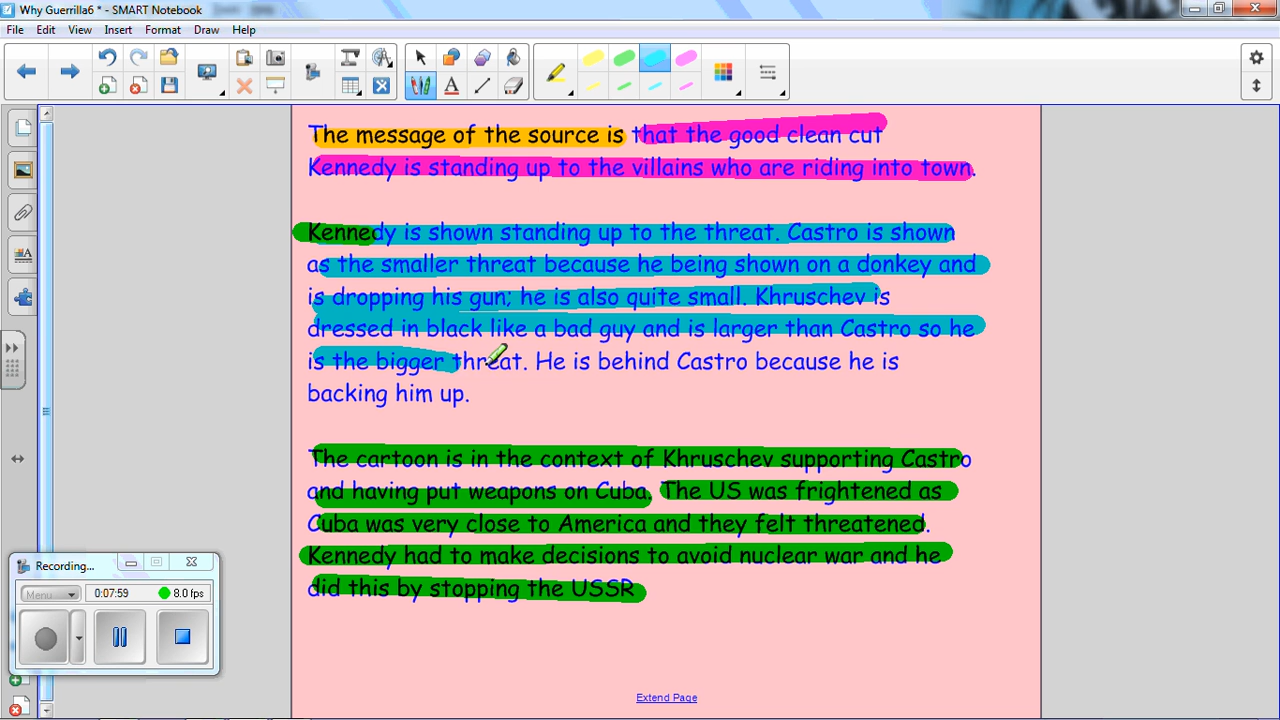 Why Guerrilla6 * - SMART Notebook
File Edit View Insert Format Draw Help
The message of the source is that the good clean cut
Kennedy is standing up to the villains who are riding into town.
Kennedy is shown standing up to the threat. Castro is shown
as the smaller threat because he being shown on a donkey and
is dropping his gun; he is also quite small. Khruschev is
dressed in black like a bad guy and is larger than Castro so he
is the bigger threat. He is behind Castro because he is
backing him up.
The cartoon is in the context of Khruschev supporting Castro
and having put weapons on Cuba. The US was frightened as
Cuba was very close to America and they felt threatened.
Kennedy had to make decisions to avoid nuclear war and he
did this by stopping the USSR
Recording...
Menu 0:07:59 8.0 fps
Extend Page